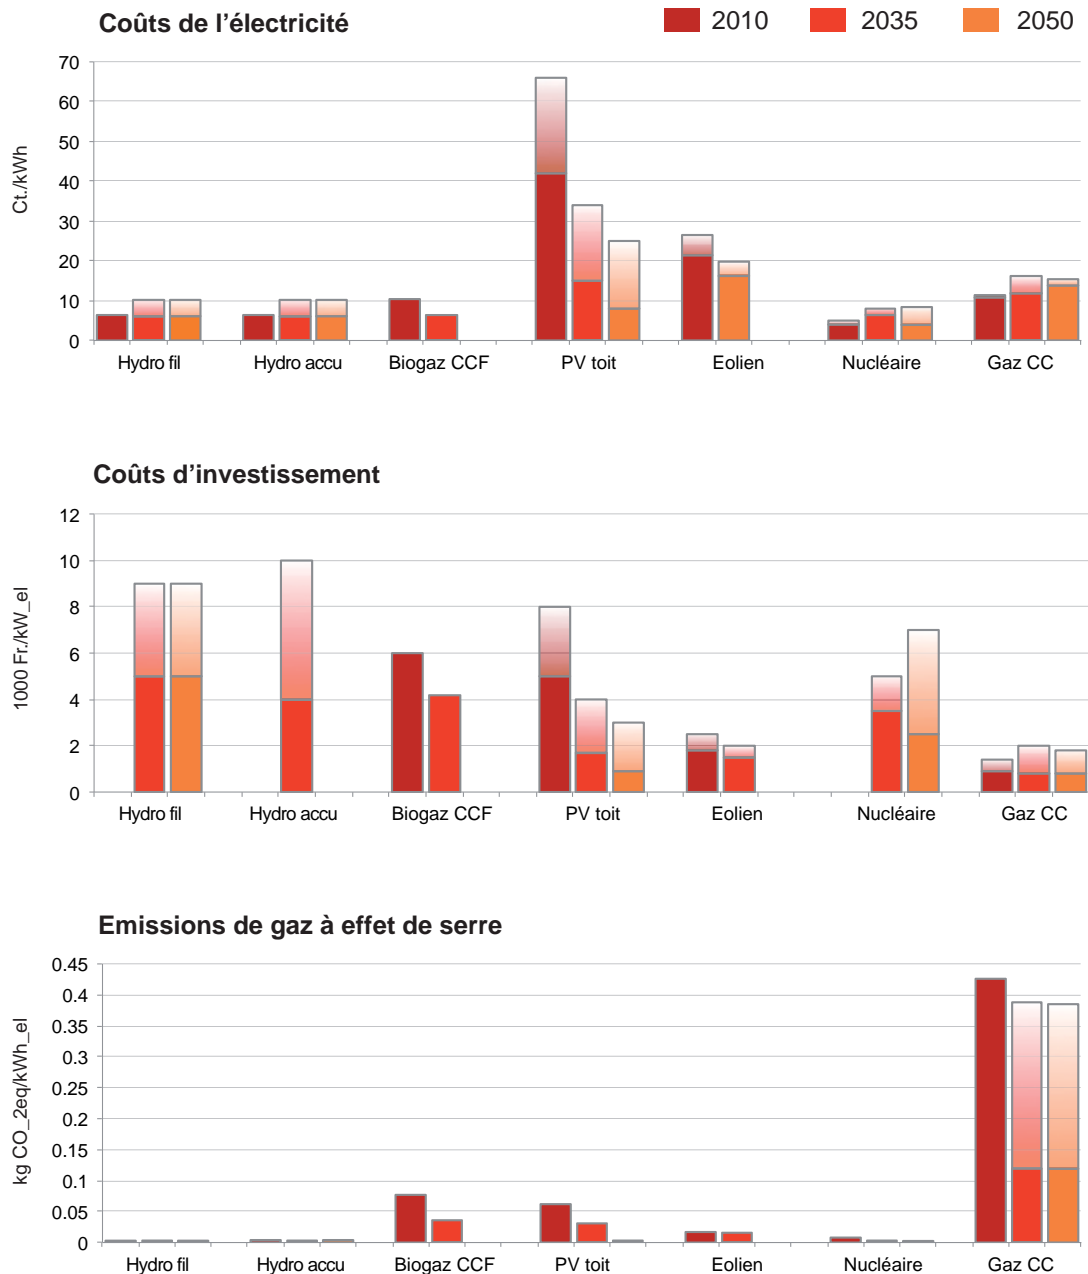 Coûts de l’électricité
2010 2035 2050
Ct./kWh
70
60
50
40
30
20
10
0
Hydro fil Hydro accu Biogaz CCF PV toit Eolien Nucléaire Gaz CC
Coûts d’investissement
1000 Fr./kW_el
12
10
8
6
4
2
0
Hydro fil Hydro accu Biogaz CCF PV toit Eolien Nucléaire Gaz CC
Emissions de gaz à effet de serre
kg CO_2eq/kWh_el
0.45
0.4
0.35
0.3
0.25
0.2
0.15
0.1
0.05
0
Hydro fil Hydro accu Biogaz CCF PV toit Eolien Nucléaire Gaz CC